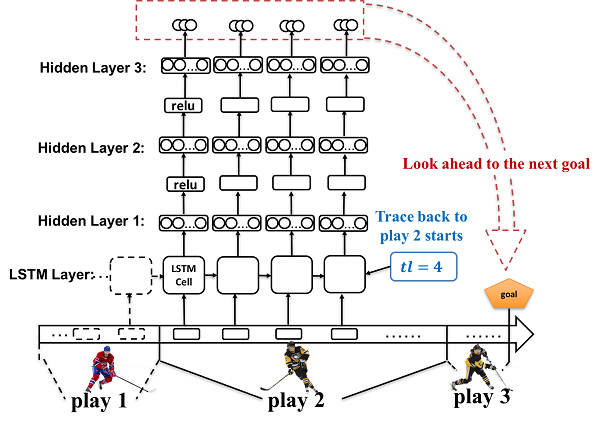 Hidden Layer 3:
relu
Hidden Layer 2:
Look ahead to the next goal
relu
Hidden Layer 1:
Trace back to
play 2 starts
LSTM Layer:
LSTM
Cell
tl = 4
goal
play 1
play 2
play 3